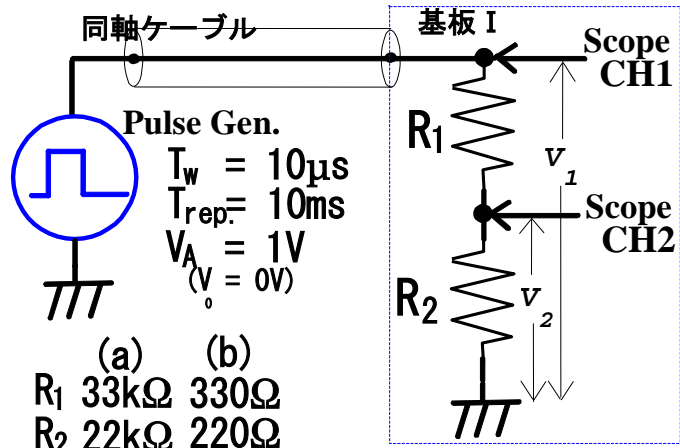 同軸ケーブル
基板 I
Scope
CH1
Pulse Gen.
R1
v1
Tw = 10μs
Trep. = 10ms
VA = 1V
(Vo = 0V)
Scope
CH2
R2
v2
(a) (b)
R1 33kΩ 330Ω
R2 22kΩ 220Ω